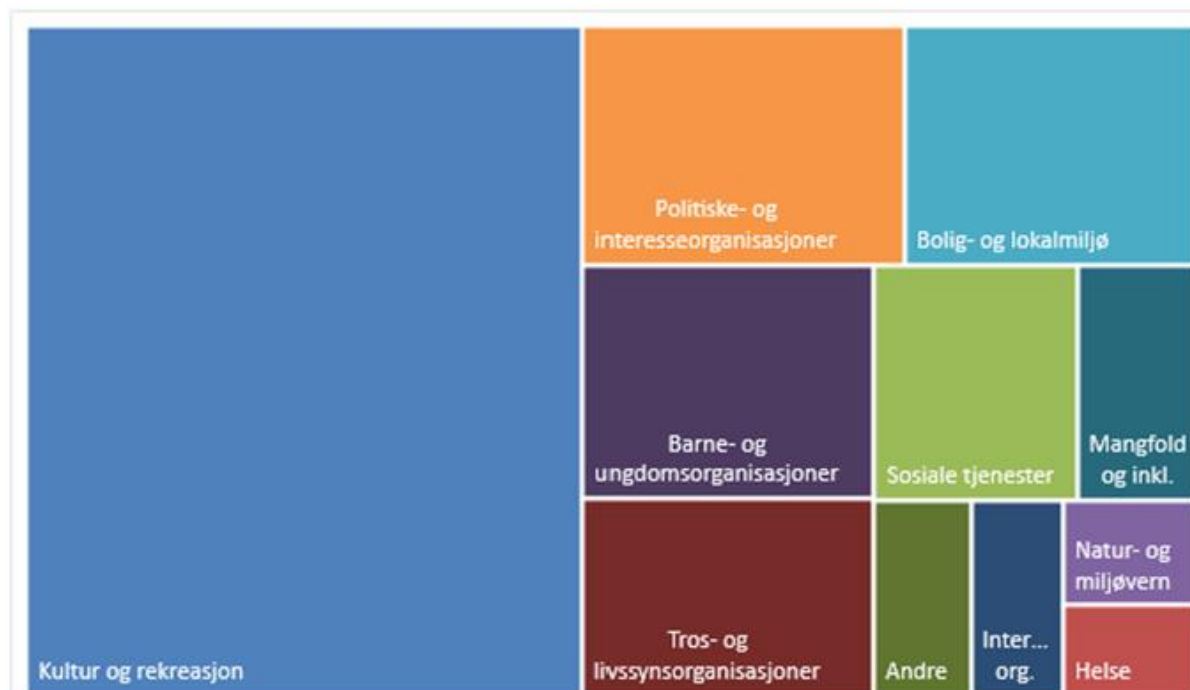 Kultur og rekreasjon
Politiske- og
interesseorganisasjoner
Bolig- og lokalmiljø
Barne- og
ungdomsorganisasjoner
Sosiale tjenester
Mangfold
og inkl.
Tros- og
livssynsorganisasjoner
Andre
Inter...
org.
Natur- og
miljøvern
Helse